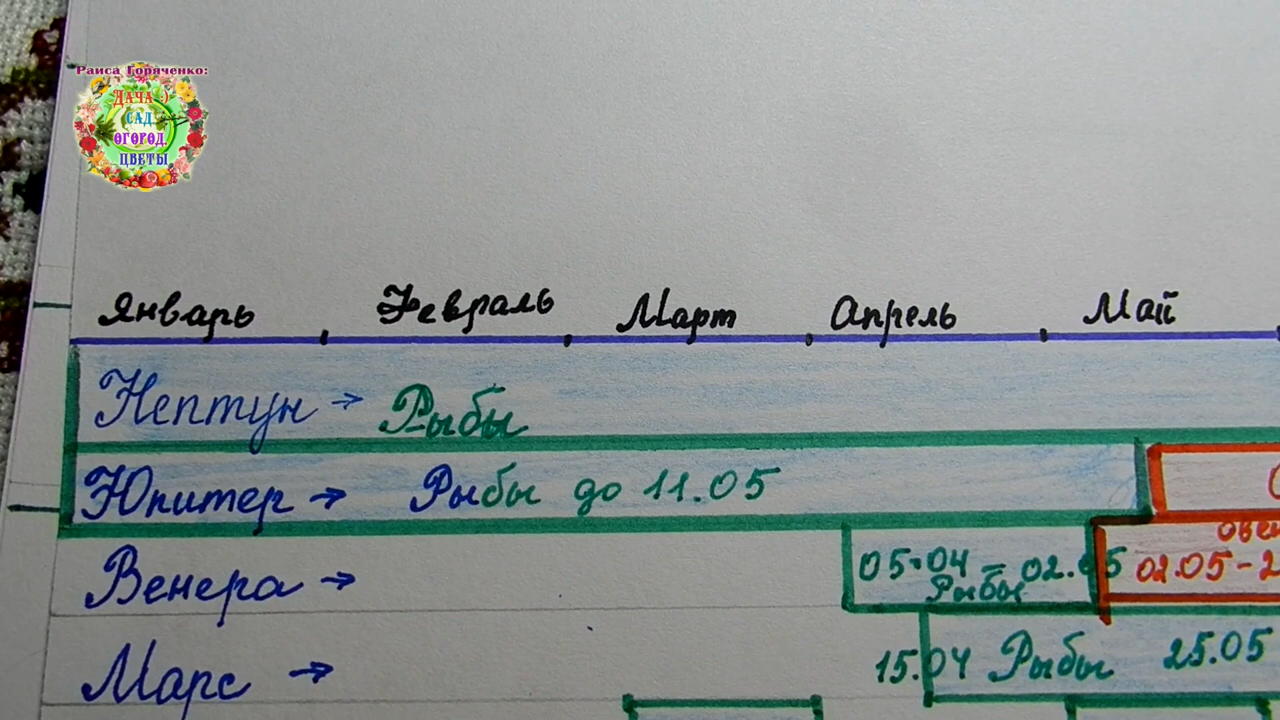 Раиса Горяченко:
Дача :)
сад,
огород,
цветы
Январь Февраль Март Апрель Май
Нептун → Рыбы
Юпитер → Рыбы до 11.05
Венера → 05.04 – 02.05 Рыбы
02.05 - 2
Марс → 15.04 Рыбы 25.05